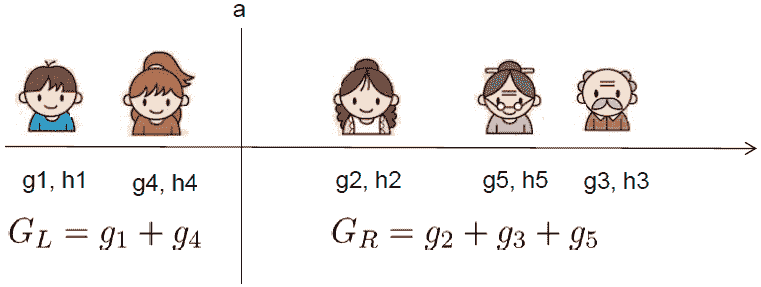 a
g1, h1 g4, h4 g2, h2 g5, h5 g3, h3
G_L = g_1 + g_4 G_R = g_2 + g_3 + g_5